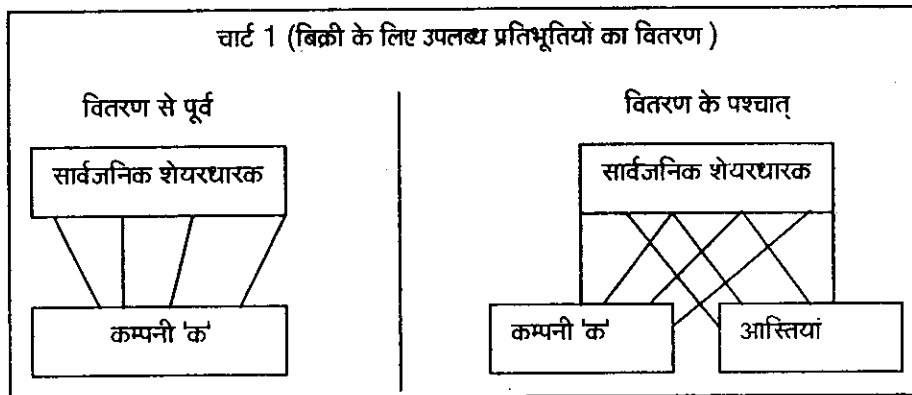 चार्ट 1 (बिक्री के लिए उपलब्ध प्रतिभूतियों का वितरण )
वितरण से पूर्व
सार्वजनिक शेयरधारक
कम्पनी 'क'
वितरण के पश्चात्
सार्वजनिक शेयरधारक
कम्पनी 'क'
आस्तियां